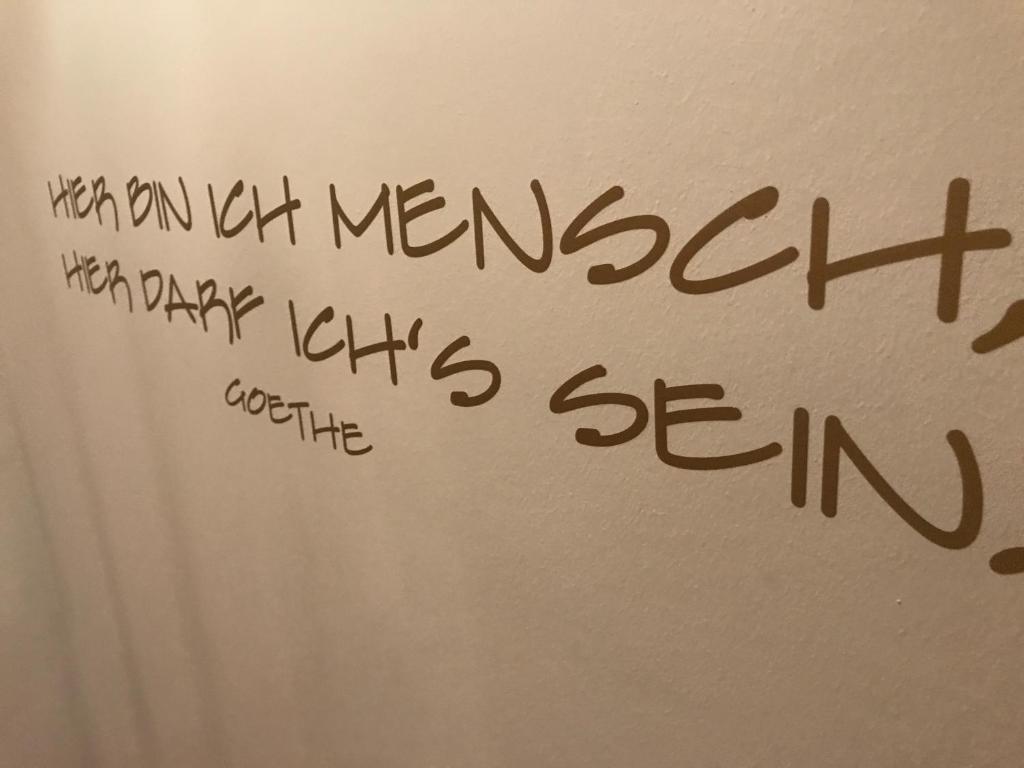 HIER BIN ICH MENSCH,
HIER DARF ICH'S SEIN.
GOETHE